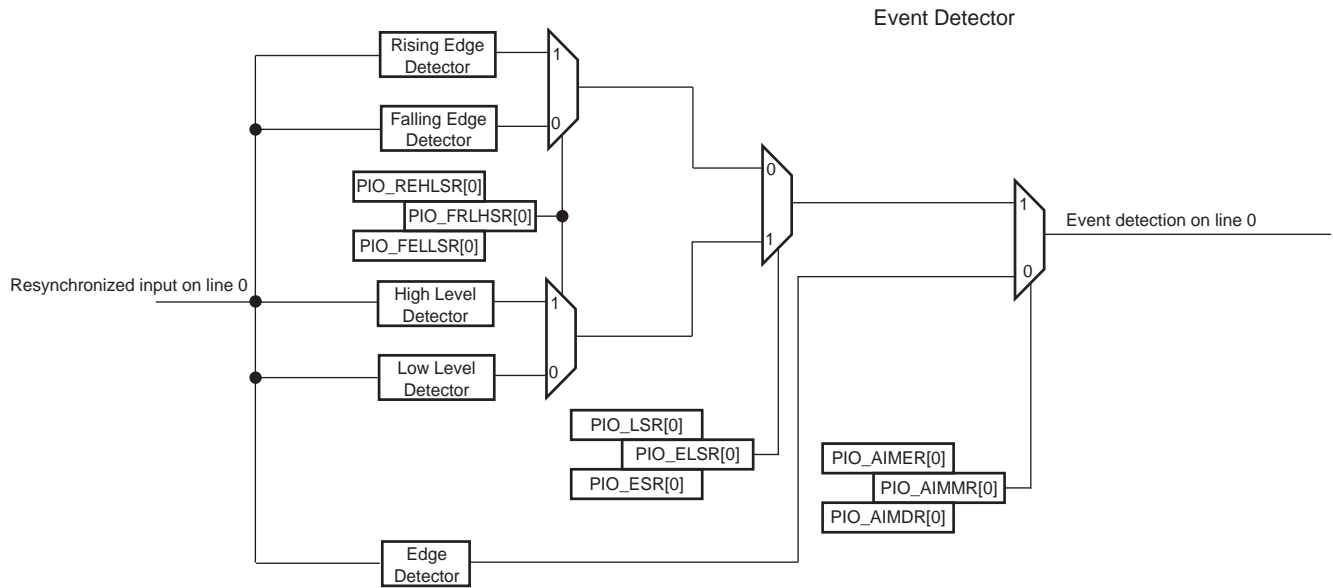 Event Detector
Rising Edge
Detector
1
Falling Edge
Detector
0
PIO_REHLSR[0]
PIO_FRLHSR[0]
PIO_FELLSR[0]
0
1
1
0
Event detection on line 0
Resynchronized input on line 0
High Level
Detector
1
Low Level
Detector
0
PIO_LSR[0]
PIO_ELSR[0]
PIO_ESR[0]
PIO_AIMER[0]
PIO_AIMMR[0]
PIO_AIMDR[0]
Edge
Detector